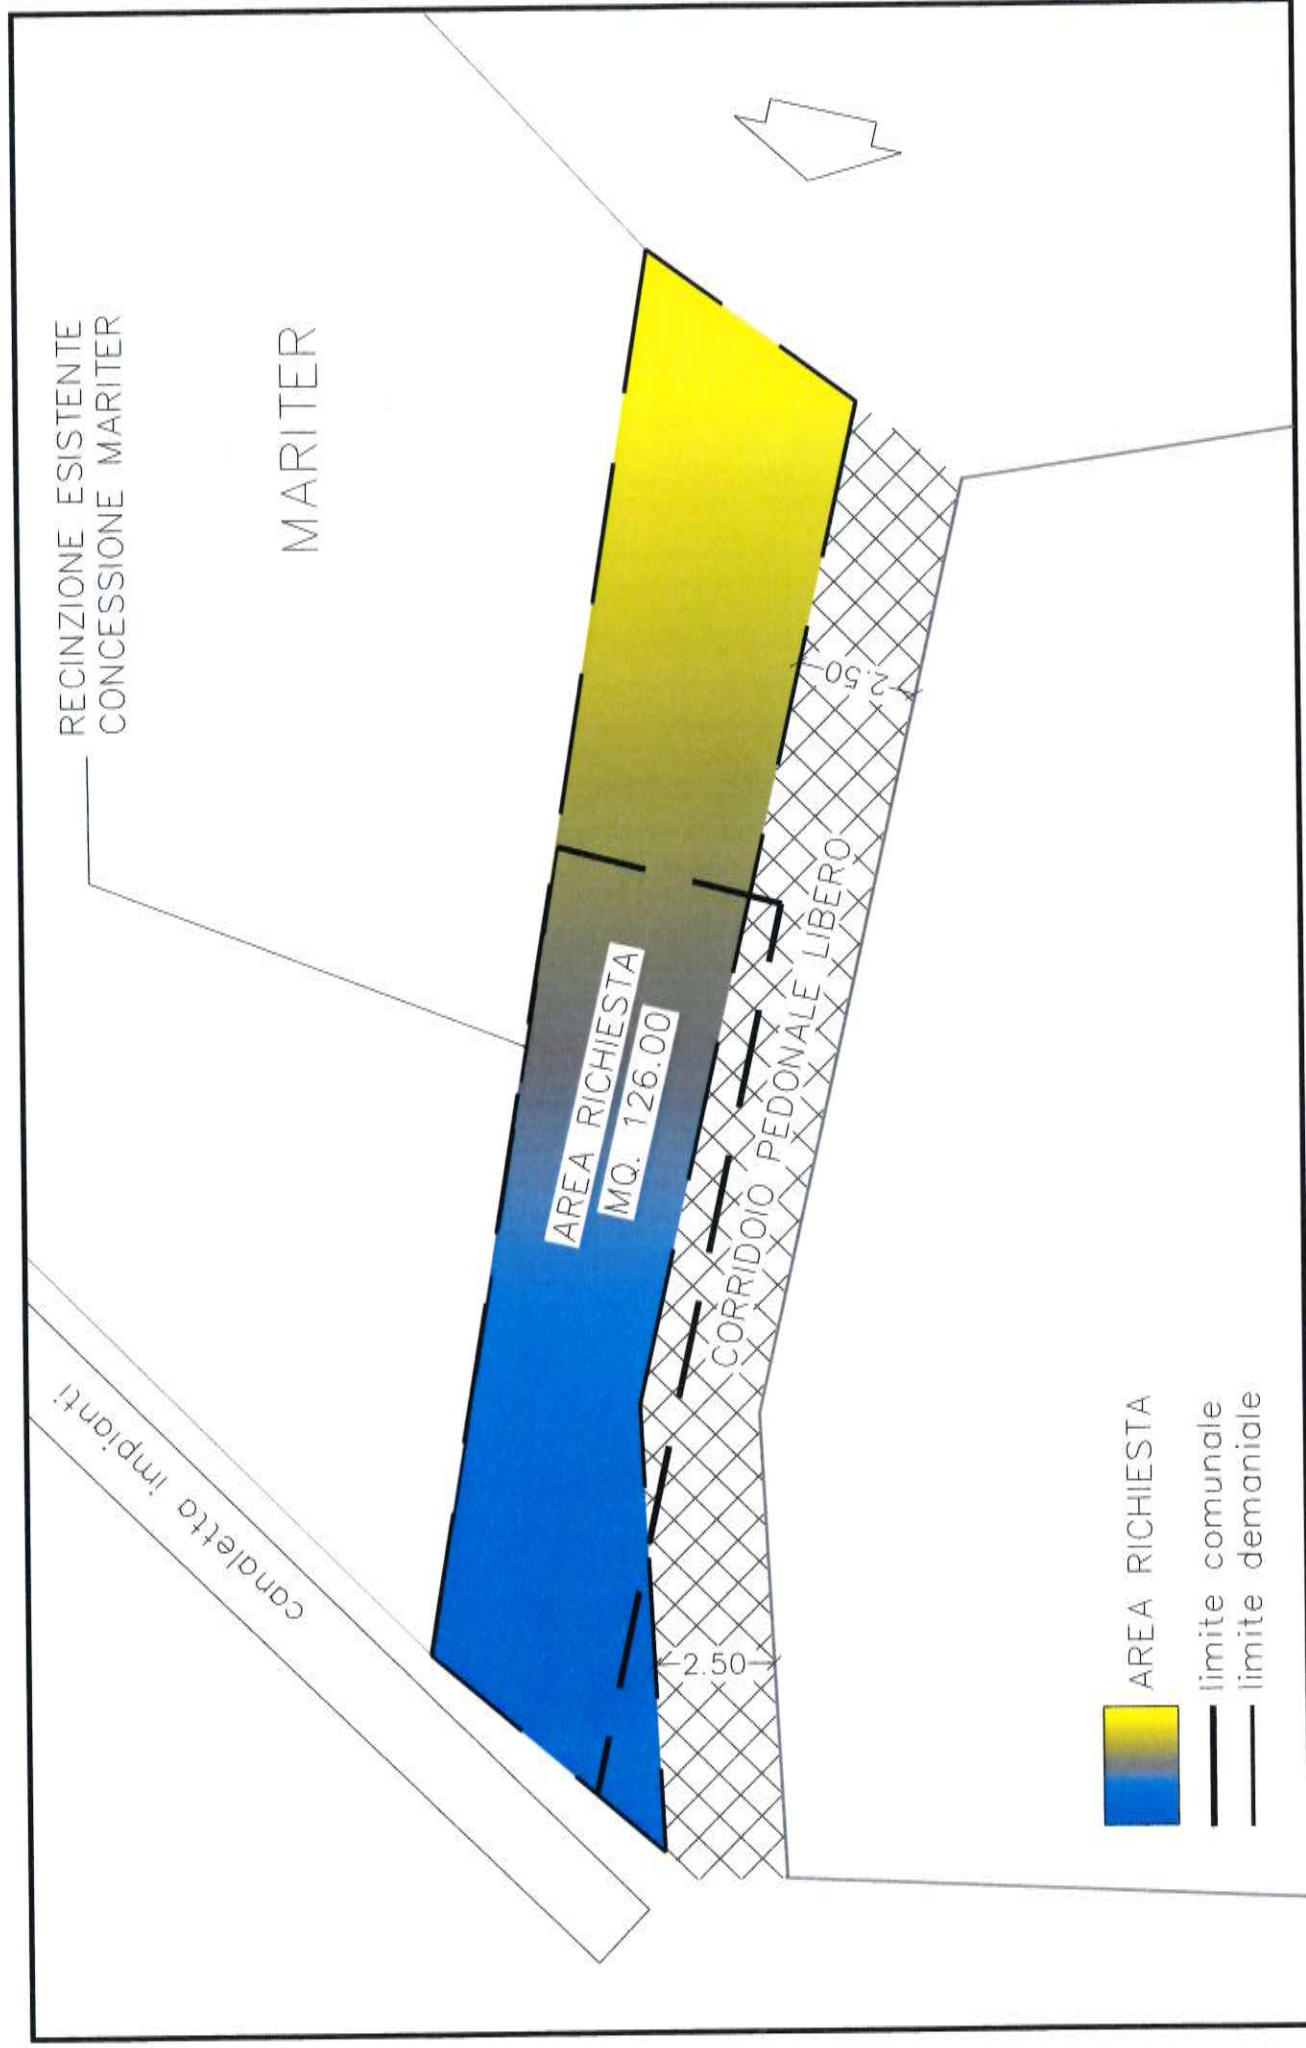 RECINZIONE ESISTENTE
CONCESSIONE MARITER
MARITER
canaletta impianti
AREA RICHIESTA
MQ. 126.00
2.50
CORRIDOIO PEDONALE LIBERO
2.50
AREA RICHIESTA
limite comunale
limite demaniale